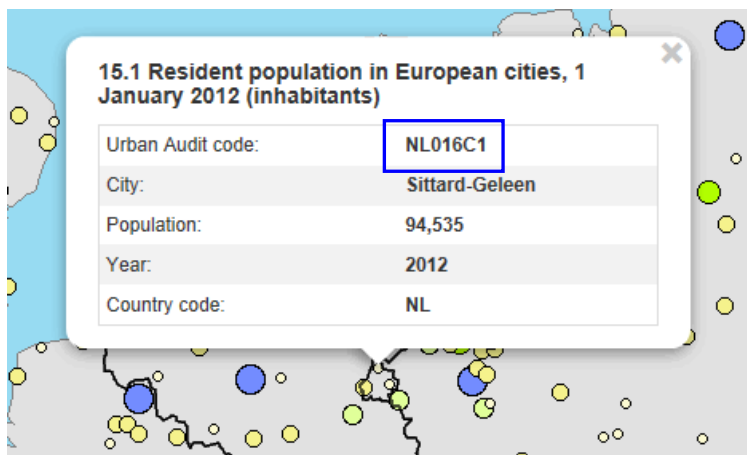 15.1 Resident population in European cities, 1
January 2012 (inhabitants)
Urban Audit code: NL016C1
City: Sittard-Geleen
Population: 94,535
Year: 2012
Country code: NL